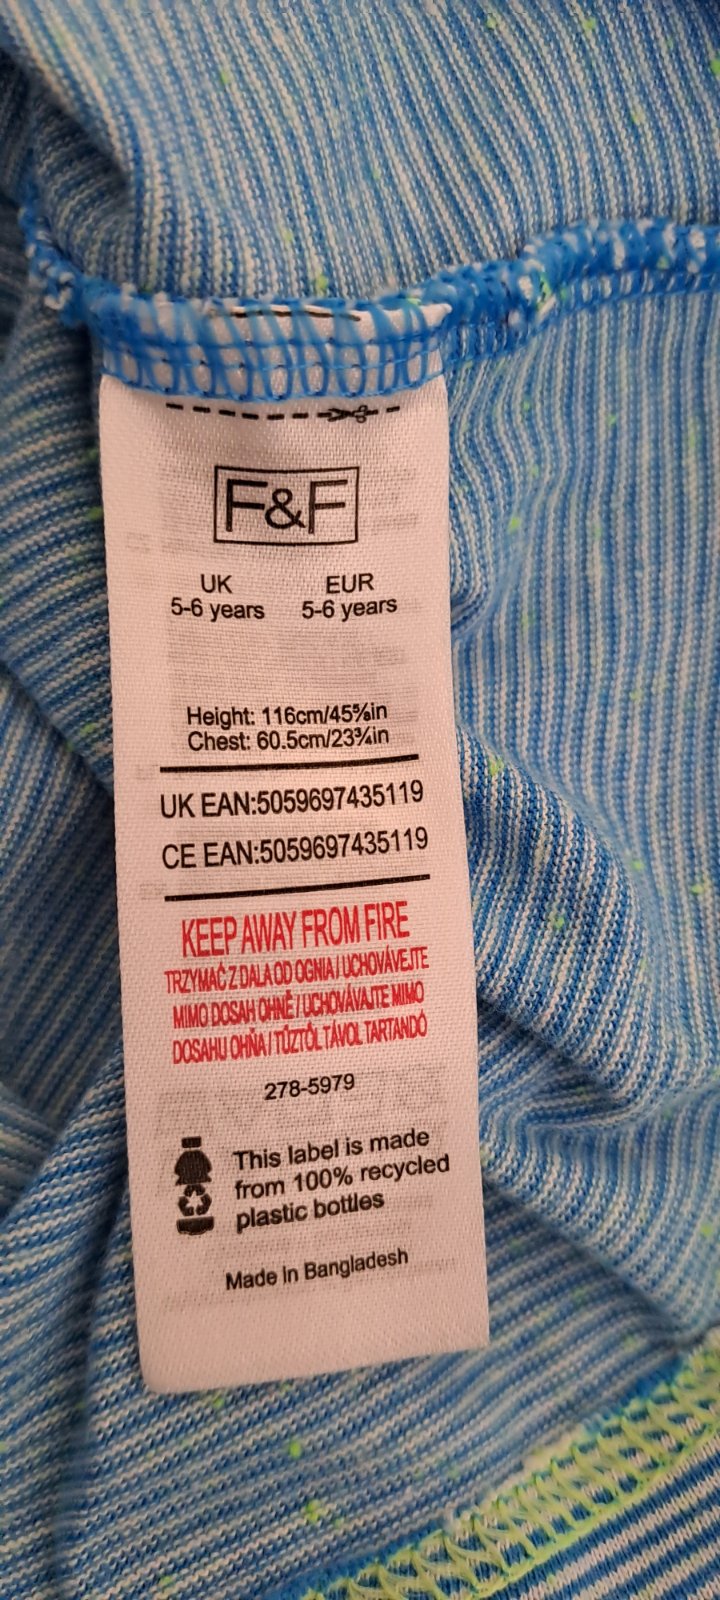 F&F
UK EUR
5-6 years 5-6 years
Height: 116cm/45⅝in
Chest: 60.5cm/23¾in
UK EAN:5059697435119
CE EAN:5059697435119
KEEP AWAY FROM FIRE
TRZYMAĆ Z DALA OD OGNIA / UCHOVÁVEJTE
MIMO DOSAH OHNĚ / UCHOVÁVAJTE MIMO
DOSAHU OHŇA / TŰZTŐL TÁVOL TARTANDÓ
278-5979
This label is made
from 100% recycled
plastic bottles
Made in Bangladesh